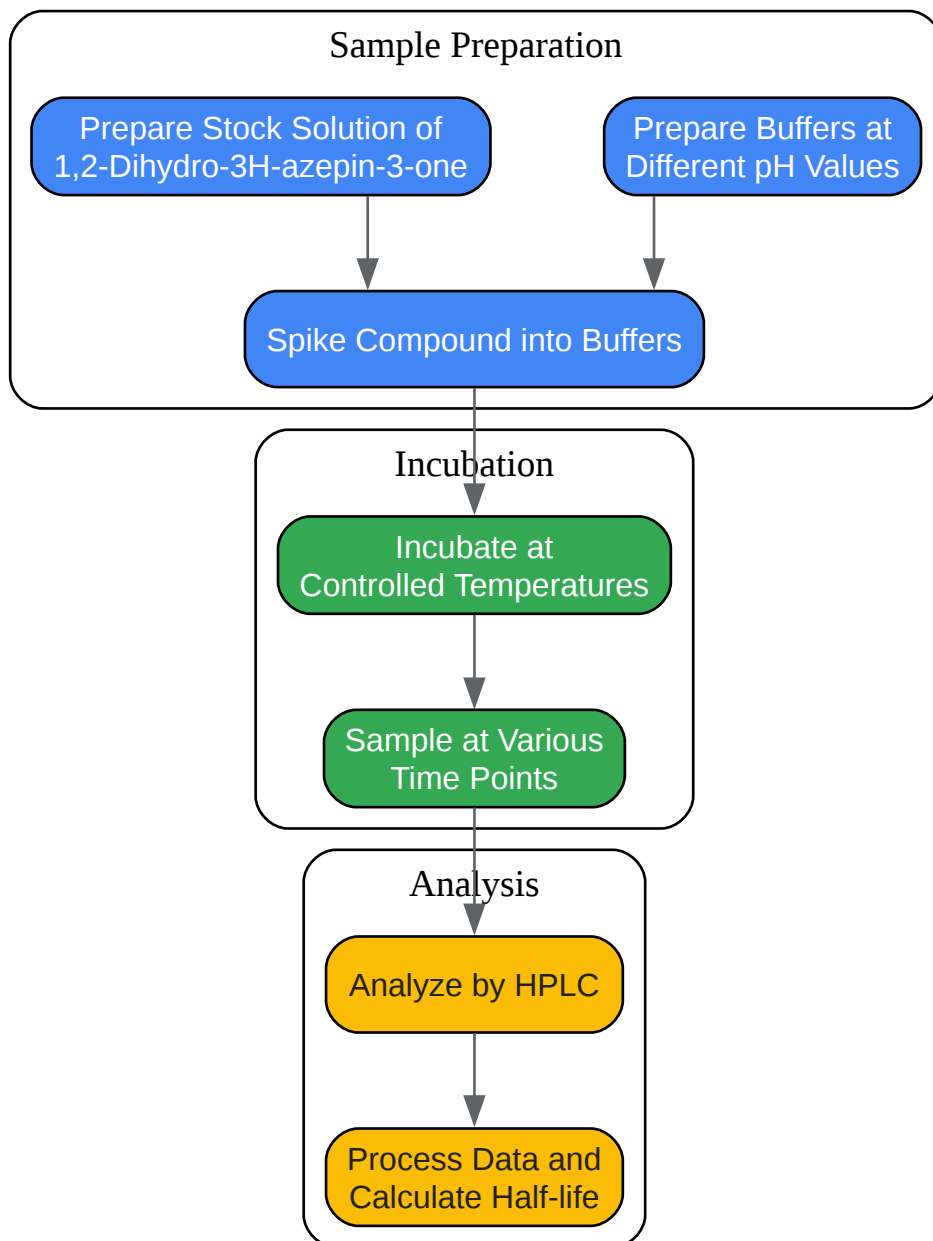 Sample Preparation
Prepare Stock Solution of
1,2-Dihydro-3H-azepin-3-one
Prepare Buffers at
Different pH Values
Spike Compound into Buffers
Incubation
Incubate at
Controlled Temperatures
Sample at Various
Time Points
Analysis
Analyze by HPLC
Process Data and
Calculate Half-life